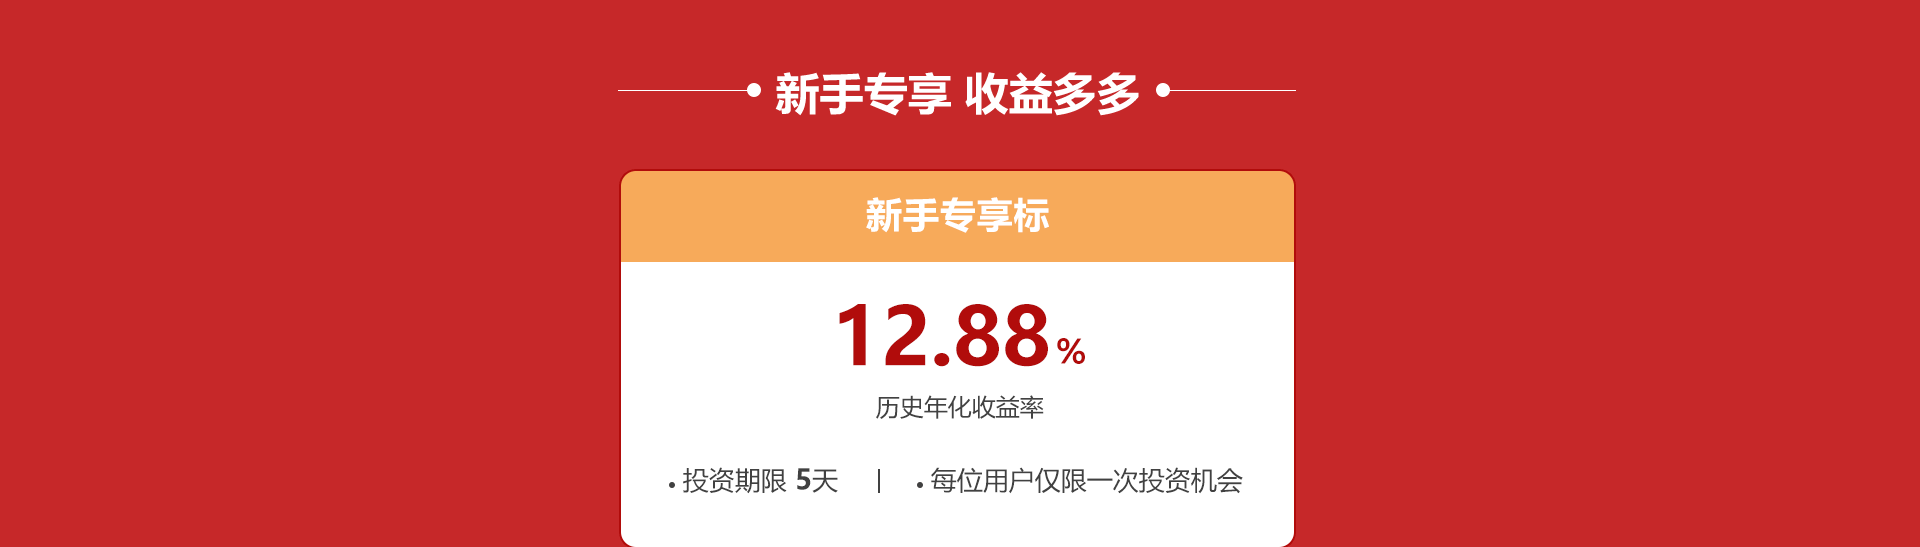 新手专享 收益多多
新手专享标
12.88%
历史年化收益率
• 投资期限 5天 | • 每位用户仅限一次投资机会